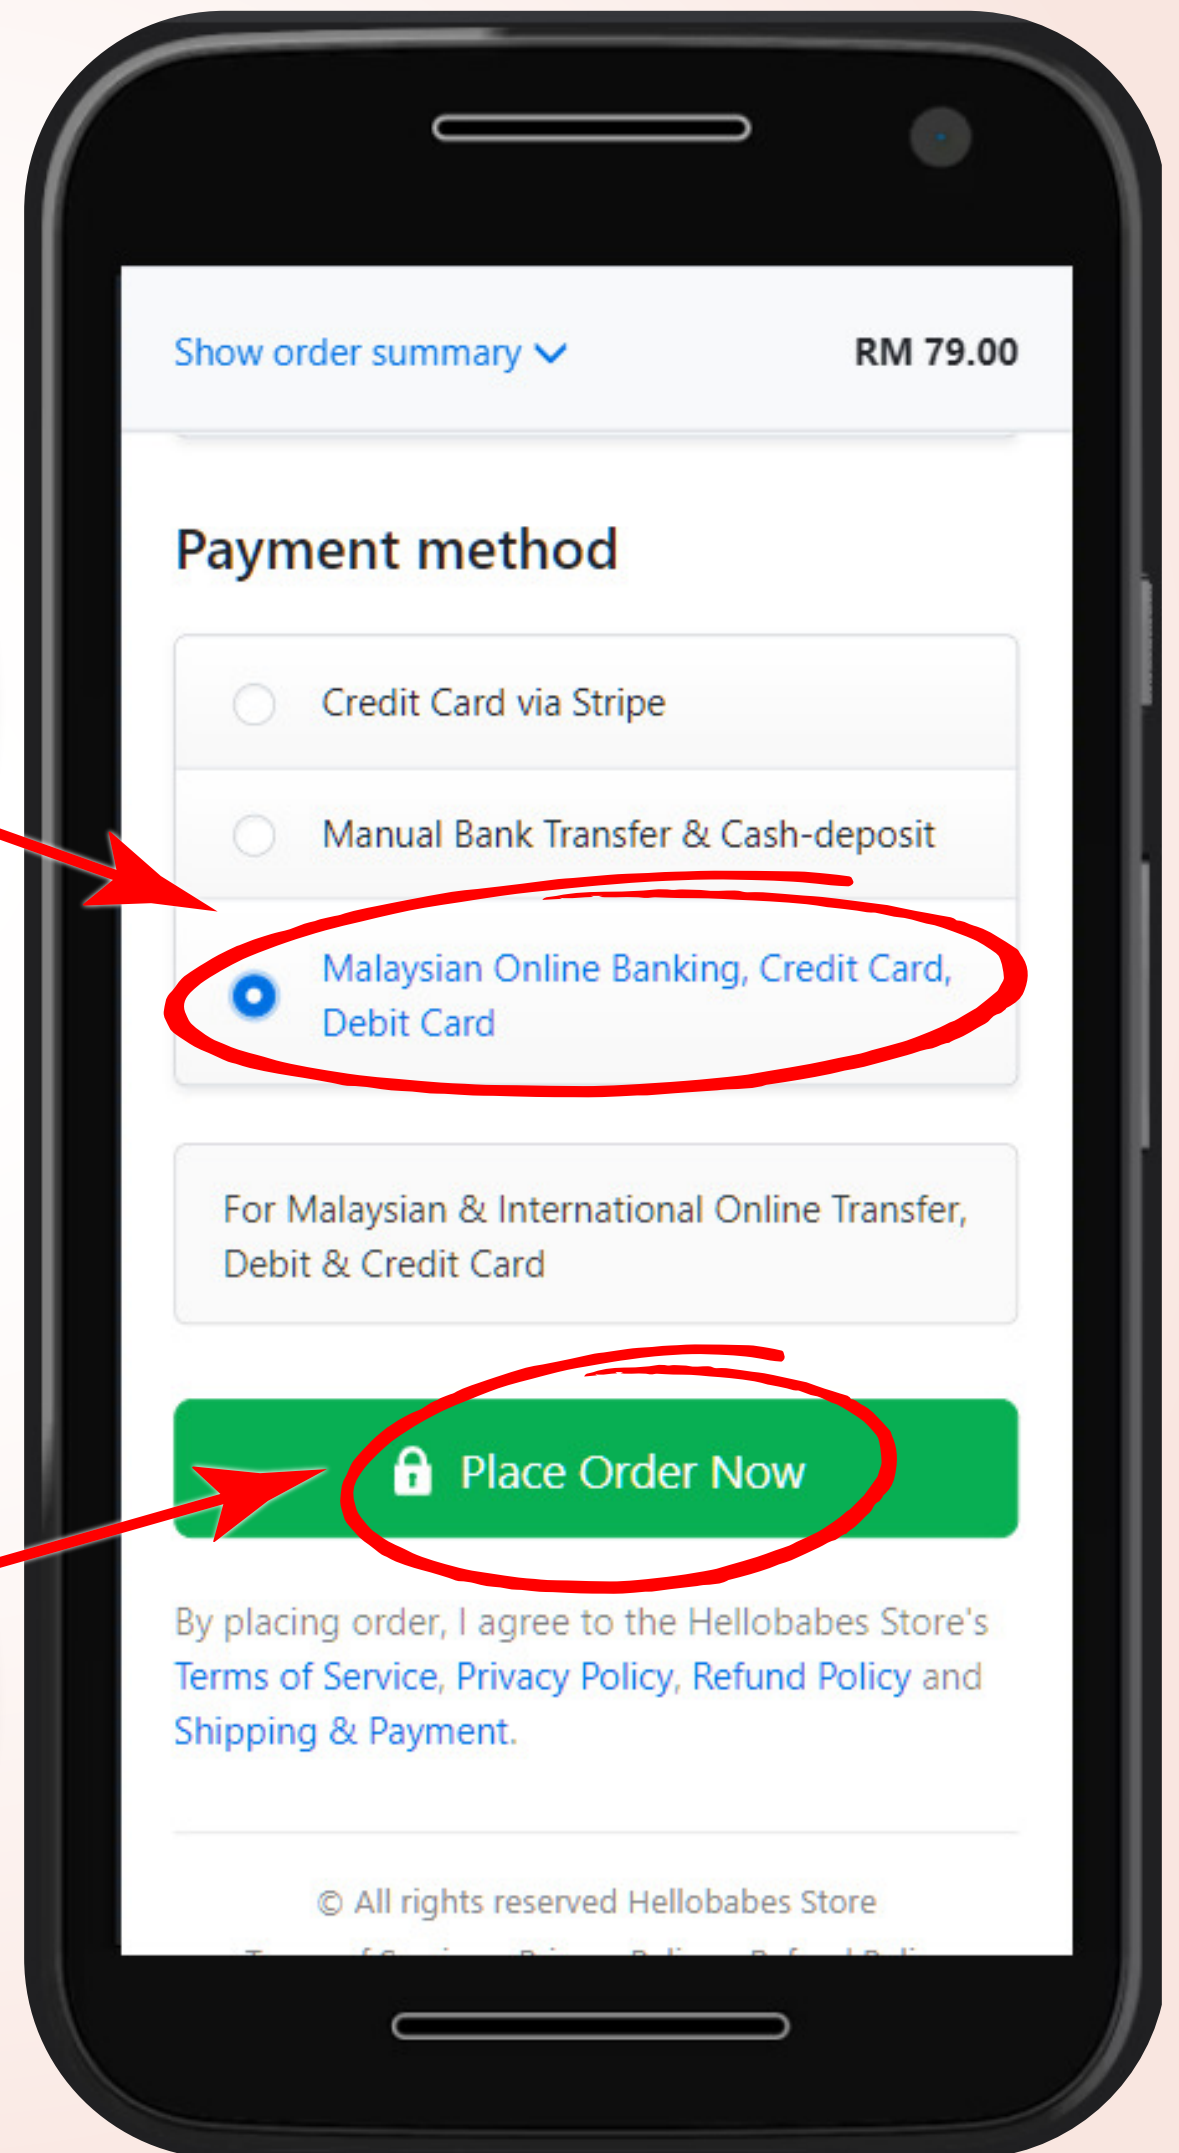 Show order summary
RM 79.00
Payment method
Credit Card via Stripe
Manual Bank Transfer & Cash-deposit
Malaysian Online Banking, Credit Card,
Debit Card
For Malaysian & International Online Transfer,
Debit & Credit Card
Place Order Now
By placing order, I agree to the Hellobabes Store's
Terms of Service, Privacy Policy, Refund Policy and
Shipping & Payment.
© All rights reserved Hellobabes Store